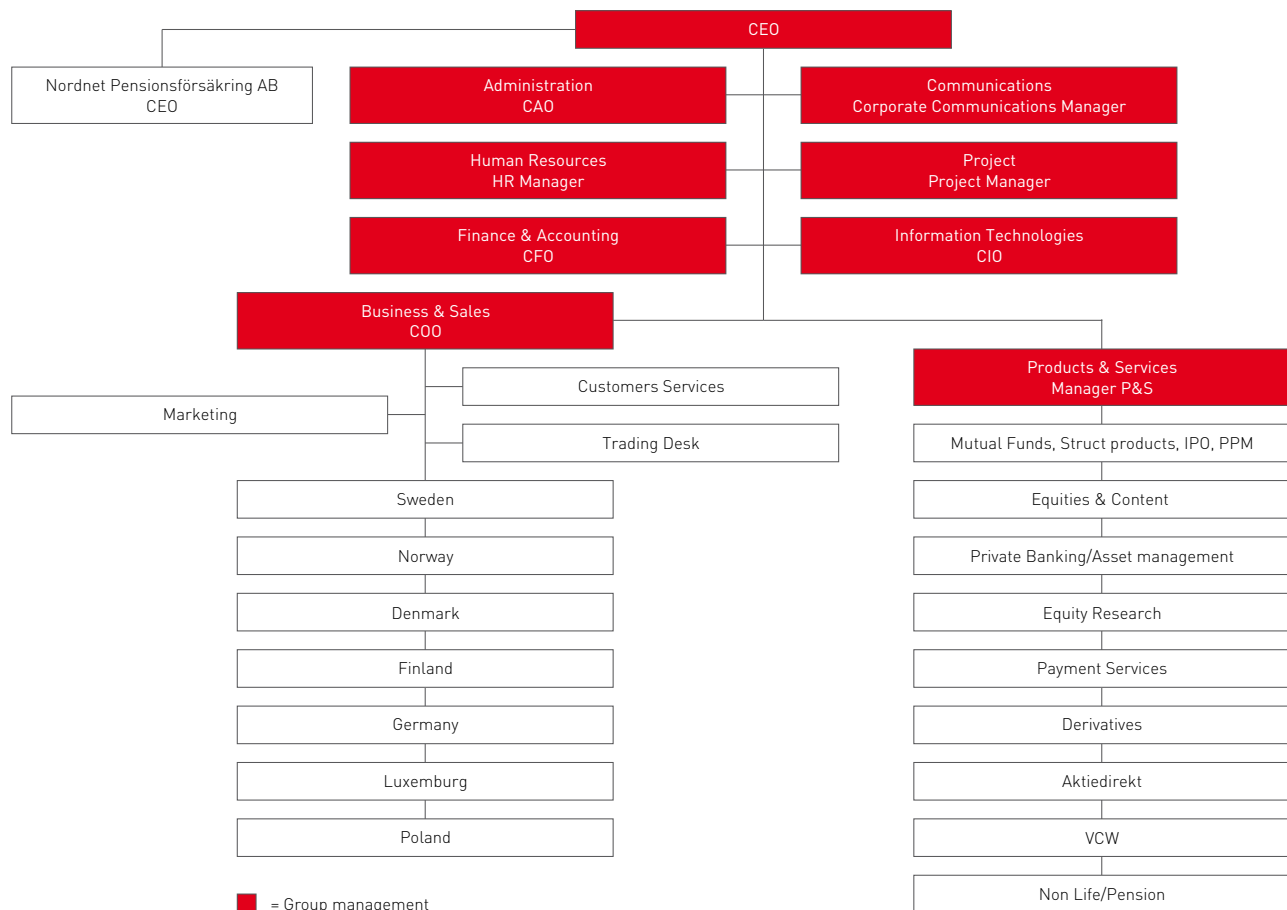 CEO
Nordnet Pensionsförsäkring AB
CEO
Administration
CAO
Communications
Corporate Communications Manager
Human Resources
HR Manager
Project
Project Manager
Finance & Accounting
CFO
Information Technologies
CIO
Business & Sales
COO
Products & Services
Manager P&S
Customers Services
Marketing
Trading Desk
Mutual Funds, Struct products, IPO, PPM
Sweden
Equities & Content
Norway
Private Banking/Asset management
Denmark
Equity Research
Finland
Payment Services
Germany
Derivatives
Luxemburg
Aktiedirekt
Poland
VCW
Non Life/Pension
= Group management